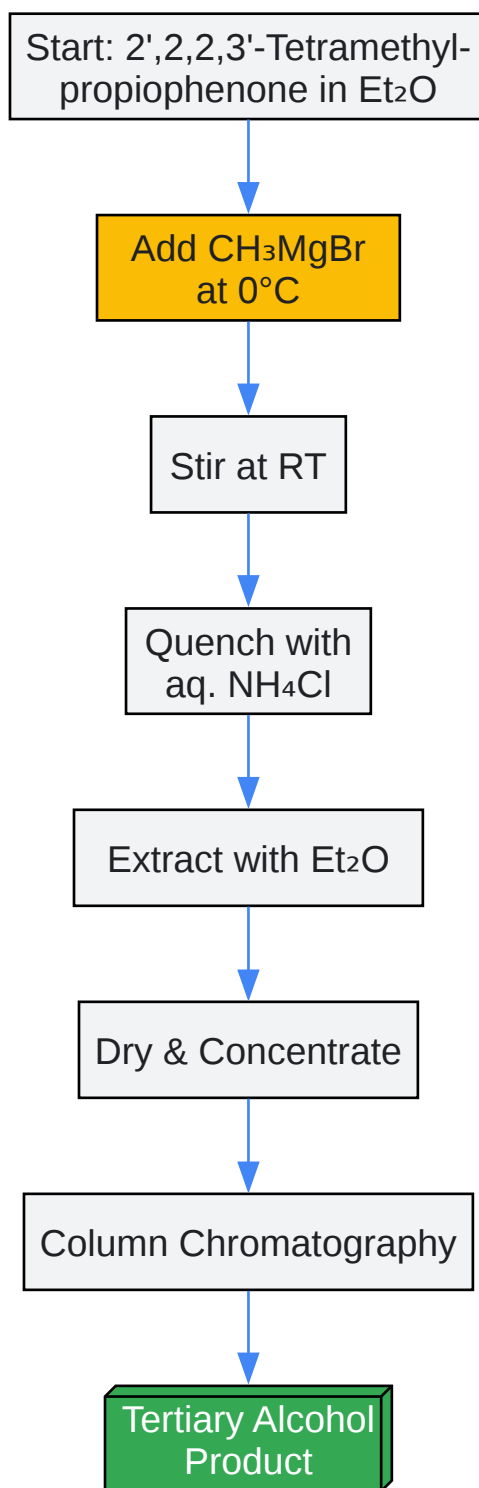 Start: 2',2,2,3'-Tetramethyl-
propiophenone in Et₂O
Add CH₃MgBr
at 0°C
Stir at RT
Quench with
aq. NH₄Cl
Extract with Et₂O
Dry & Concentrate
Column Chromatography
Tertiary Alcohol
Product